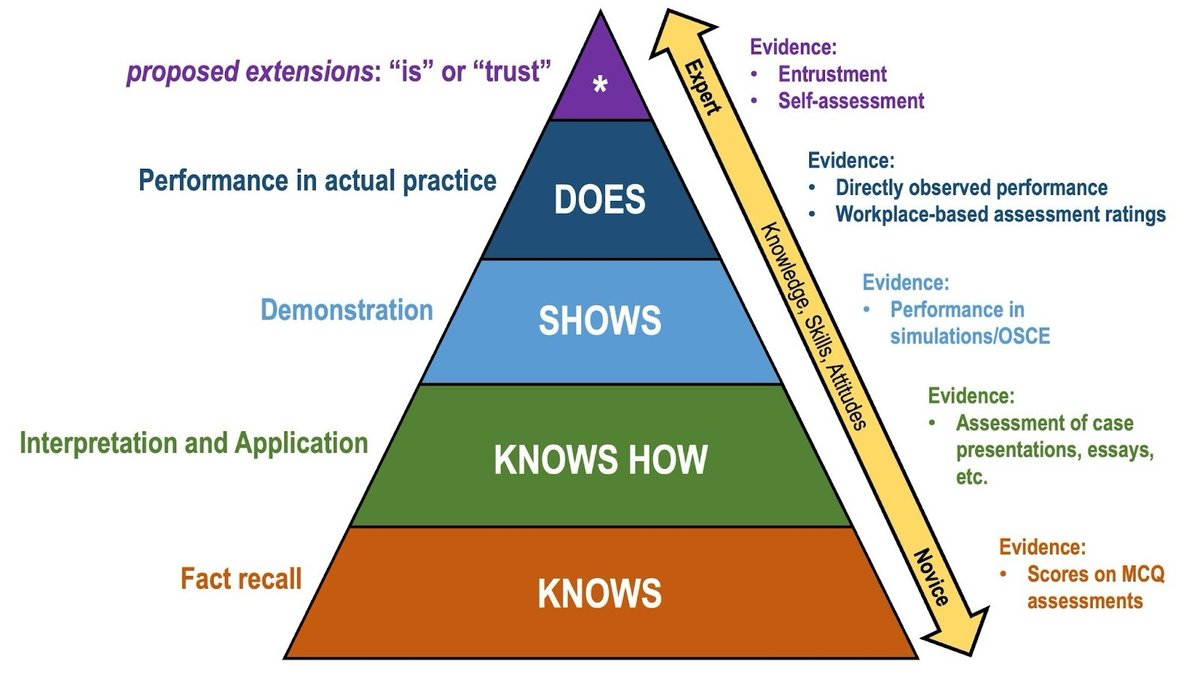 proposed extensions: “is” or “trust”
*
Evidence:
• Entrustment
• Self-assessment
Expert
Performance in actual practice
DOES
Evidence:
• Directly observed performance
• Workplace-based assessment ratings
Knowledge, Skills, Attitudes
Demonstration
SHOWS
Evidence:
• Performance in
simulations/OSCE
Interpretation and Application
KNOWS HOW
Evidence:
• Assessment of case
presentations, essays,
etc.
Fact recall
KNOWS
Novice
Evidence:
• Scores on MCQ
assessments